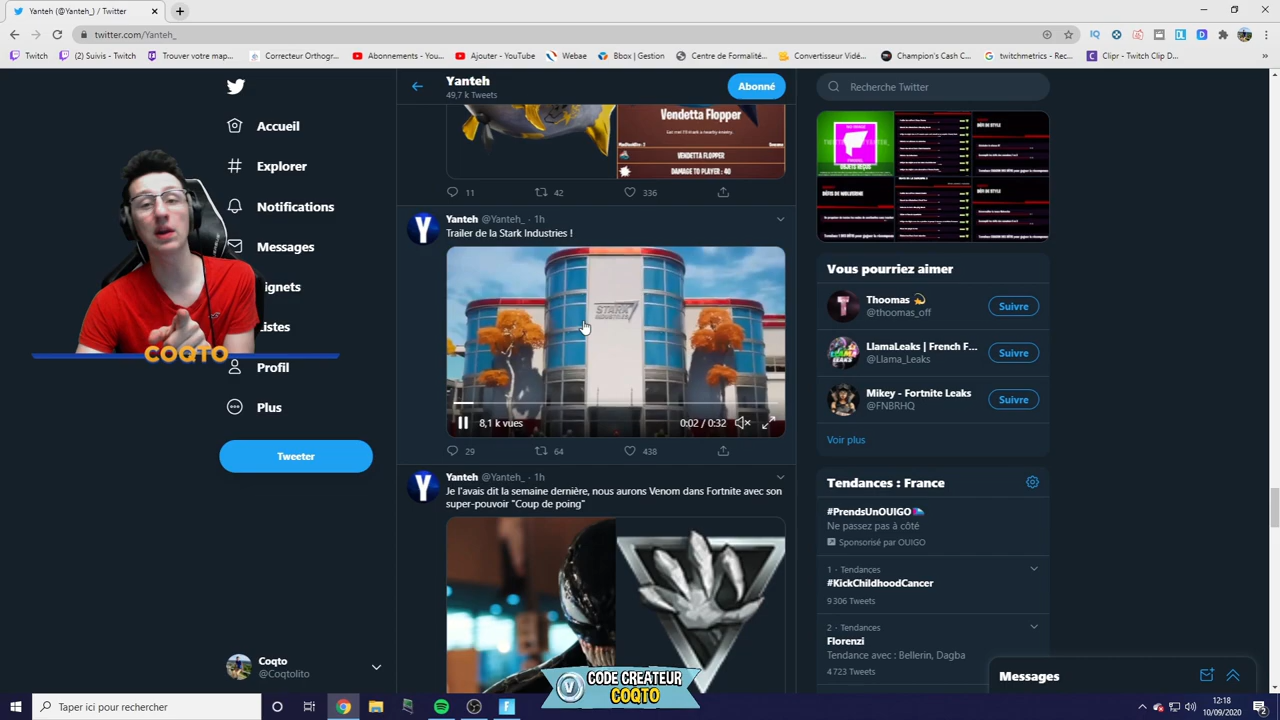 Yanteh (@Yanteh_) / Twitter
twitter.com/Yanteh_
Twitch
Trouver votre map...
Correcteur Orthogr...
Abonnements - You...
Ajouter - YouTube
Webae
Bbox | Génération
Centre de Formalité...
Convertisseur Vidéo...
Champion's Cash C...
twitchmetrics - Rec...
Clipr - Twitch Clip D...
Yanteh
49,7 k Tweets
Abonné
Recherche Twitter
Accueil
Explorer
Notifications
Messages
ignets
istes
Profil
Plus
Tweeter
COQTO
Coqto
@Coqtolito
Vendetta Flopper
VENDETTA FLOPPER
DAMAGE TO PLAYER : 40
11 42 336
Yanteh @Yanteh_ · 1h
Trailer de la Stark Industries !
STARK
INDUSTRIES
8,1 k vues 0:02 / 0:32
29 64 438
Yanteh @Yanteh_ · 1h
Je l'avais dit la semaine dernière, nous aurons Venom dans Fortnite avec son
super-pouvoir "Coup de poing"
CODE CREATEUR
COQTO
Vous pourriez aimer
Thoomas
@thoomas_off
Suivre
LlamaLeaks | French F...
@Llama_Leaks
Suivre
Mikey - Fortnite Leaks
@FNBRHQ
Suivre
Voir plus
Tendances : France
#PrendsUnOUIGO
Ne passez pas à côté
Sponsorisé par OUIGO
1 · Tendances
#KickChildhoodCancer
9 306 Tweets
2 · Tendances
Florenzi
Tendance avec : Bellerin, Dagba
4 723 Tweets
Messages
Taper ici pour rechercher
12:18
10/09/2020